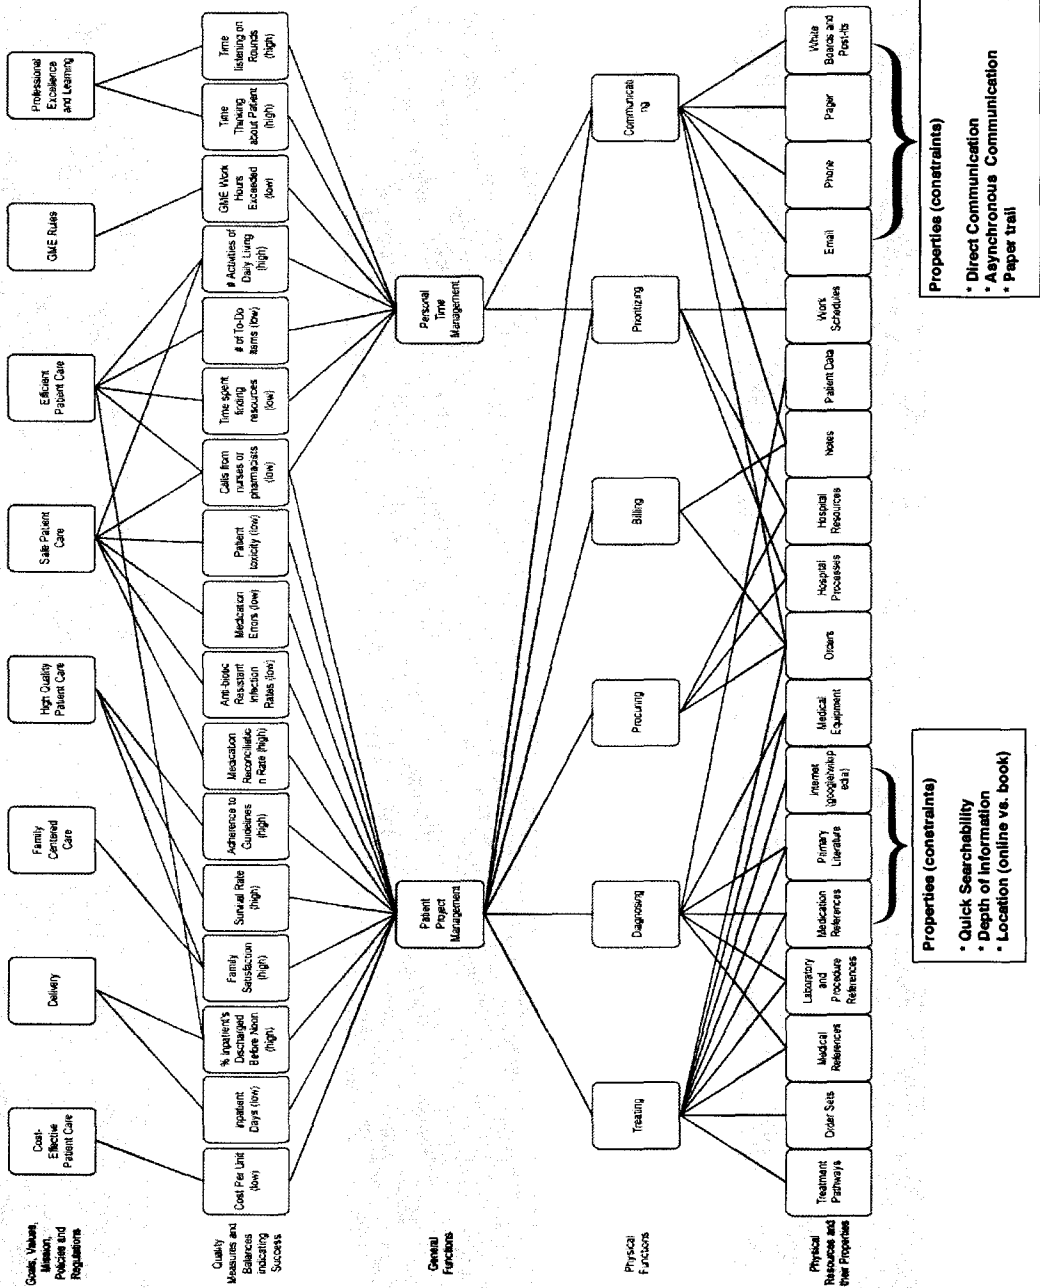 Goals, Values,
Mission,
Policies and
Regulations
Cost-
Effective
Patient Care
Delivery
Family
Centered
Care
High Quality
Patient Care
Safe Patient
Care
Efficient
Patient Care
GME Rules
Professional
Excellence
and Learning
Quality
Measures and
Balances
indicating
Success
Cost Per Unit
(low)
Inpatient
Days (low)
% Inpatient's
Discharged
Before Noon
(high)
Family
Satisfaction
(high)
Survival Rate
(high)
Adherence to
Guidelines
(high)
Medication
Reconciliatio
n Rate (high)
Anti-biotic
Resistant
Infection
Rates (low)
Medication
Errors (low)
Patient
toxicity (low)
Calls from
nurses or
pharmacists
(low)
Time spent
finding
resources
(low)
# of To-Do
items (low)
# Activities of
Daily Living
(high)
GME Work
Hours
Exceeded
(low)
Time
Thinking
about Patient
(high)
Time
listening on
Rounds
(high)
General
Functions
Patient
Project
Management
Personal
Time
Management
Physical
Functions
Treating
Diagnosing
Procuring
Billing
Prioritizing
Communicati
ng
Physical
Resources and
their Properties
Treatment
Pathways
Order Sets
Medical
References
Laboratory
and
Procedure
References
Medication
References
Primary
Literature
Internet
(google/wikip
edia)
Medical
Equipment
Orders
Hospital
Processes
Hospital
Resources
Notes
Patient Data
Work
Schedules
Email
Phone
Pager
White
Boards and
Post-Its
Properties (constraints)
* Quick Searchability
* Depth of Information
* Location (online vs. book)
Properties (constraints)
* Direct Communication
* Asynchronous Communication
* Paper trail